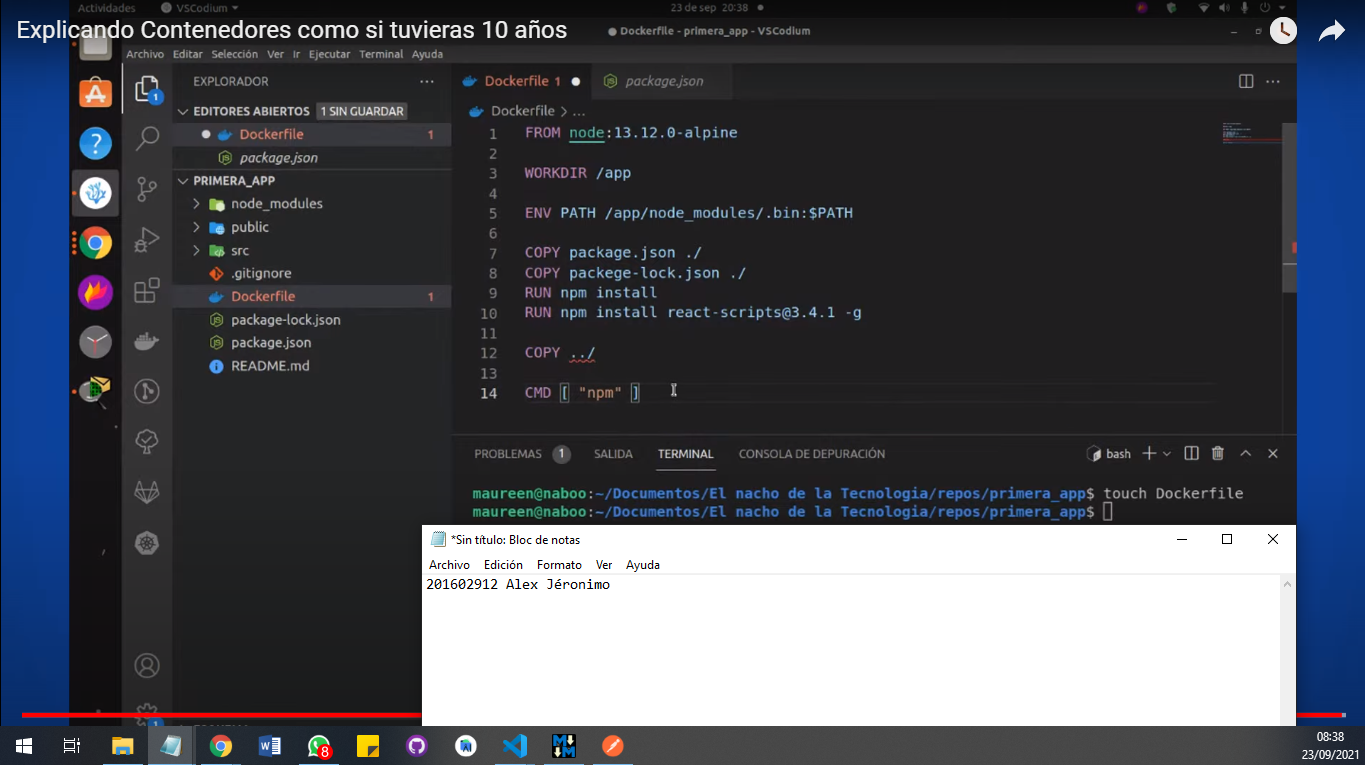 Actividades
VSCodium
23 de sep 20:38
Explicando Contenedores como si tuvieras 10 años
Dockerfile - primera_app - VSCodium
Archivo Editar Selección Ver Ir Ejecutar Terminal Ayuda
EXPLORADOR
EDITORES ABIERTOS 1 SIN GUARDAR
Dockerfile 1
package.json
PRIMERA_APP
node_modules
public
src
.gitignore
Dockerfile 1
package-lock.json
package.json
README.md
1
Dockerfile 1
package.json
Dockerfile > ...
1 FROM node:13.12.0-alpine
2
3 WORKDIR /app
4
5 ENV PATH /app/node_modules/.bin:$PATH
6
7 COPY package.json ./
8 COPY packege-lock.json ./
9 RUN npm install
10 RUN npm install react-scripts@3.4.1 -g
11
12 COPY ../
13
14 CMD [ "npm" ]
PROBLEMAS 1 SALIDA TERMINAL CONSOLA DE DEPURACIÓN
bash
maureen@naboo:~/Documentos/El nacho de la Tecnologia/repos/primera_app$ touch Dockerfile
maureen@naboo:~/Documentos/El nacho de la Tecnologia/repos/primera_app$
*Sin título: Bloc de notas
Archivo Edición Formato Ver Ayuda
201602912 Alex Jéronimo
1
8
08:38
23/09/2021